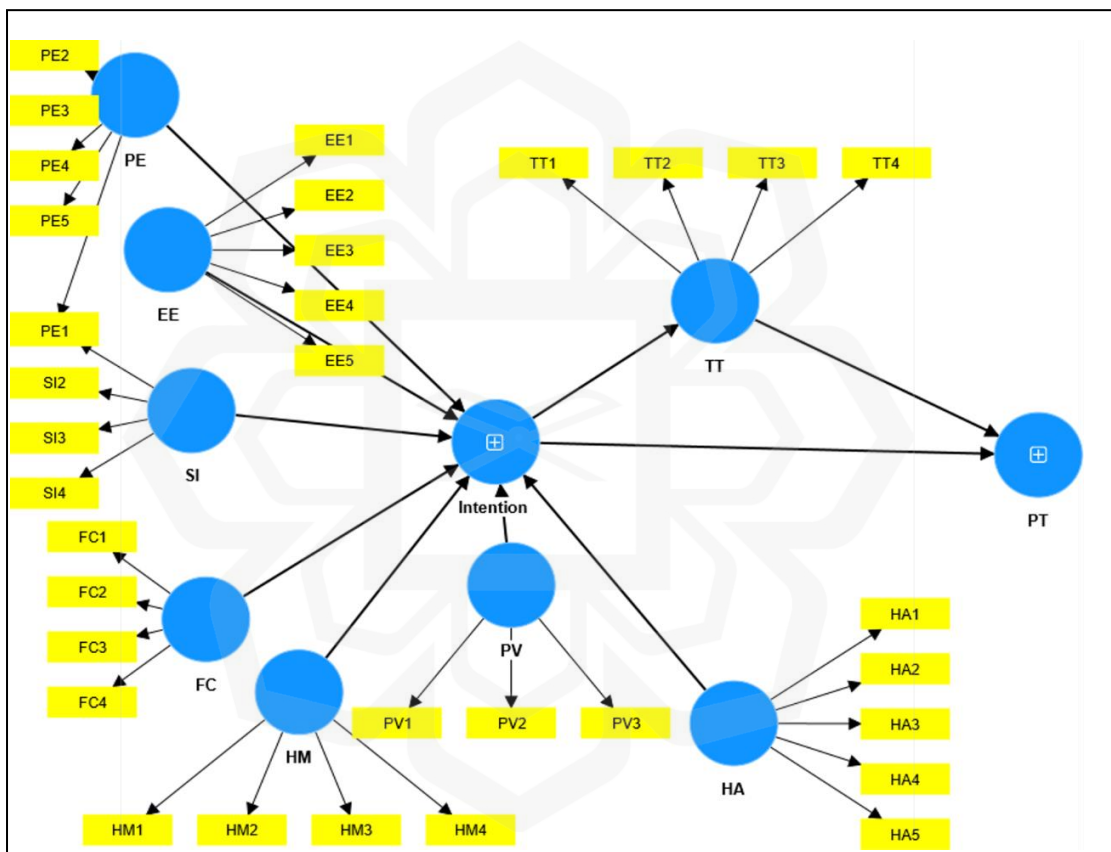 PE2
PE3
PE4
PE5
PE
EE1
EE2
EE3
EE4
EE5
EE
PE1
SI2
SI3
SI4
SI
TT1
TT2
TT3
TT4
TT
Intention
PT
FC1
FC2
FC3
FC4
FC
HM
HM1
HM2
HM3
HM4
PV
PV1
PV2
PV3
HA1
HA2
HA3
HA4
HA5
HA